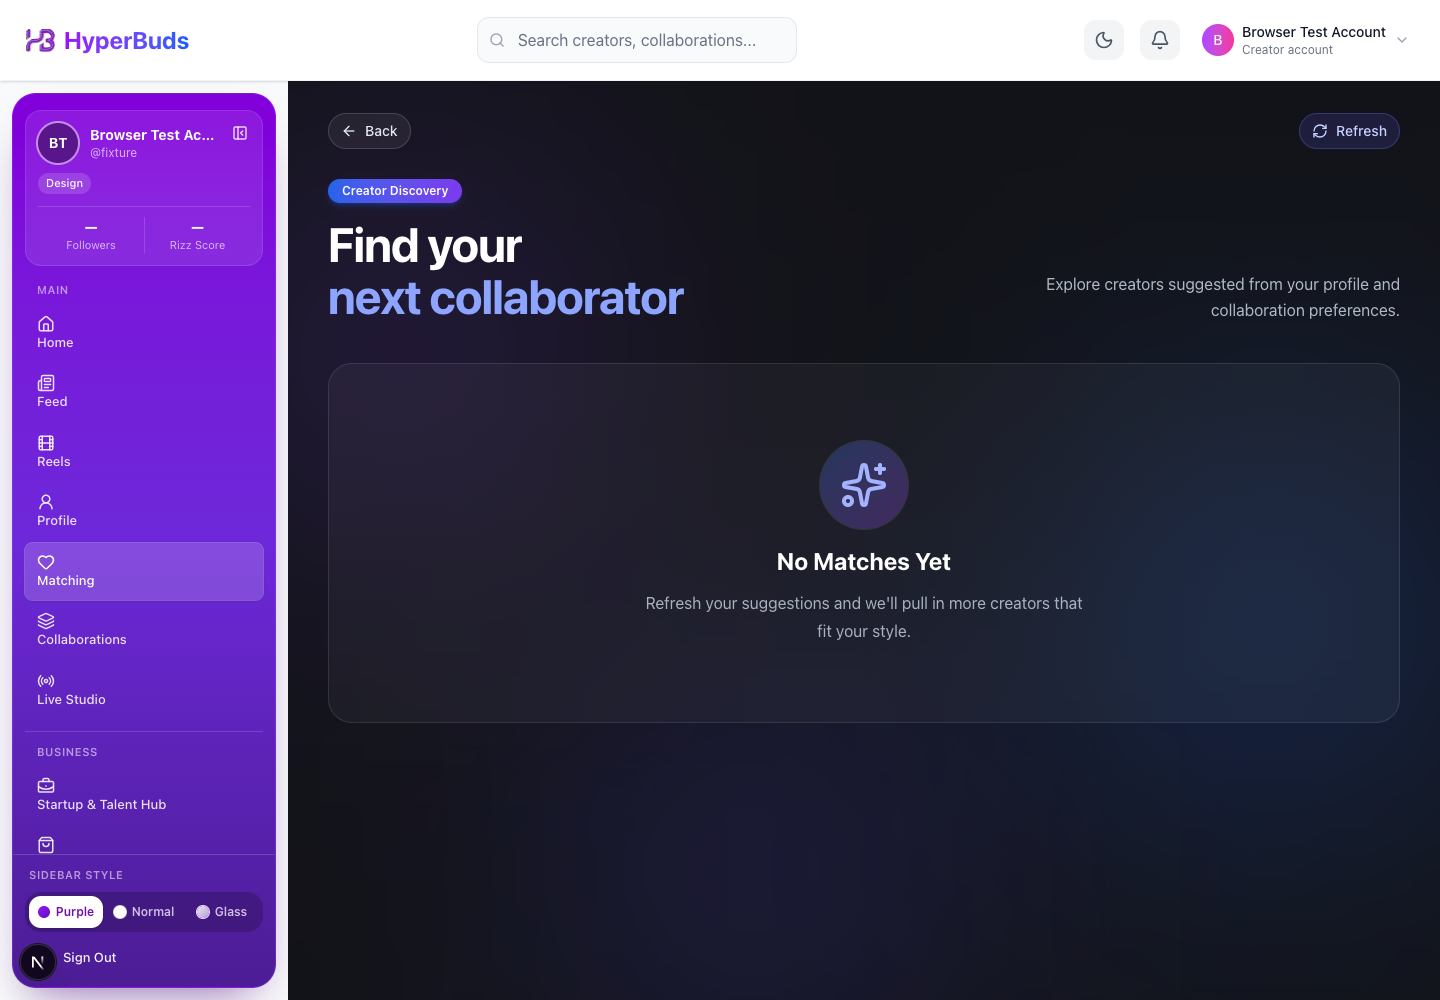 HyperBuds
Search creators, collaborations...
B
Browser Test Account
Creator account
BT
Browser Test Ac...
@fixture
Design
–
Followers
–
Rizz Score
MAIN
Home
Feed
Reels
Profile
Matching
Collaborations
Live Studio
BUSINESS
Startup & Talent Hub
SIDEBAR STYLE
Purple
Normal
Glass
N
Sign Out
Back
Refresh
Creator Discovery
Find your
next collaborator
Explore creators suggested from your profile and
collaboration preferences.
No Matches Yet
Refresh your suggestions and we'll pull in more creators that
fit your style.